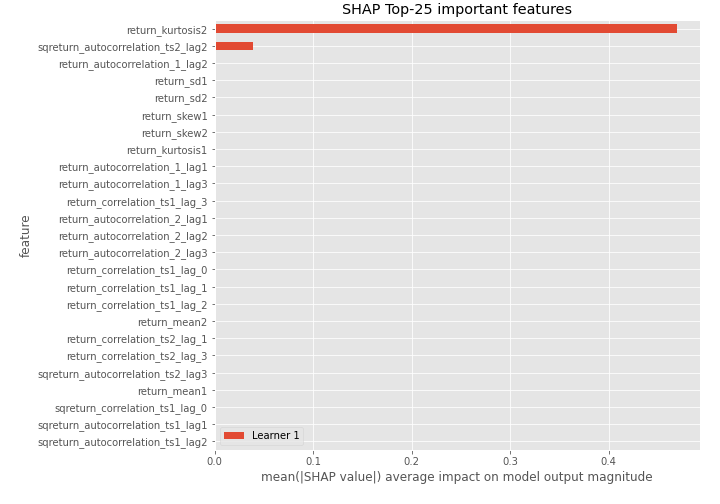 SHAP Top-25 important features
return_kurtosis2
sqreturn_autocorrelation_ts2_lag2
return_autocorrelation_1_lag2
return_sd1
return_sd2
return_skew1
return_skew2
return_kurtosis1
return_autocorrelation_1_lag1
return_autocorrelation_1_lag3
return_correlation_ts1_lag_3
return_autocorrelation_2_lag1
return_autocorrelation_2_lag2
return_autocorrelation_2_lag3
return_correlation_ts1_lag_0
return_correlation_ts1_lag_1
return_correlation_ts1_lag_2
return_mean2
return_correlation_ts2_lag_1
return_correlation_ts2_lag_3
sqreturn_autocorrelation_ts2_lag3
return_mean1
sqreturn_correlation_ts1_lag_0
sqreturn_autocorrelation_ts1_lag1
sqreturn_autocorrelation_ts1_lag2
feature
Learner 1
0.0 0.1 0.2 0.3 0.4
mean(|SHAP value|) average impact on model output magnitude